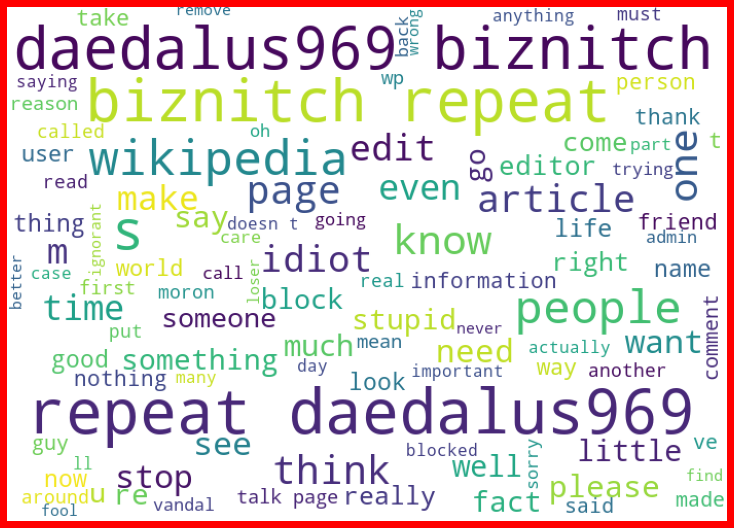 take remove back wrong anything must
daedalus969 biznitch
saying wp person
reason biznitch repeat
called oh thank
user wikipedia edit come part t
read page even go editor trying one
thing make say article life friend
ignorant s doesn t going
m care know admin
better case world call idiot real information right name
first moron loser
time put someone block stupid never people want comment
good something much mean need actually
nothing many day look important way another
repeat daedalus969
guy see blocked sorry little ve
now ll stop think well find
around u re talk page really fact please made
fool vandal said